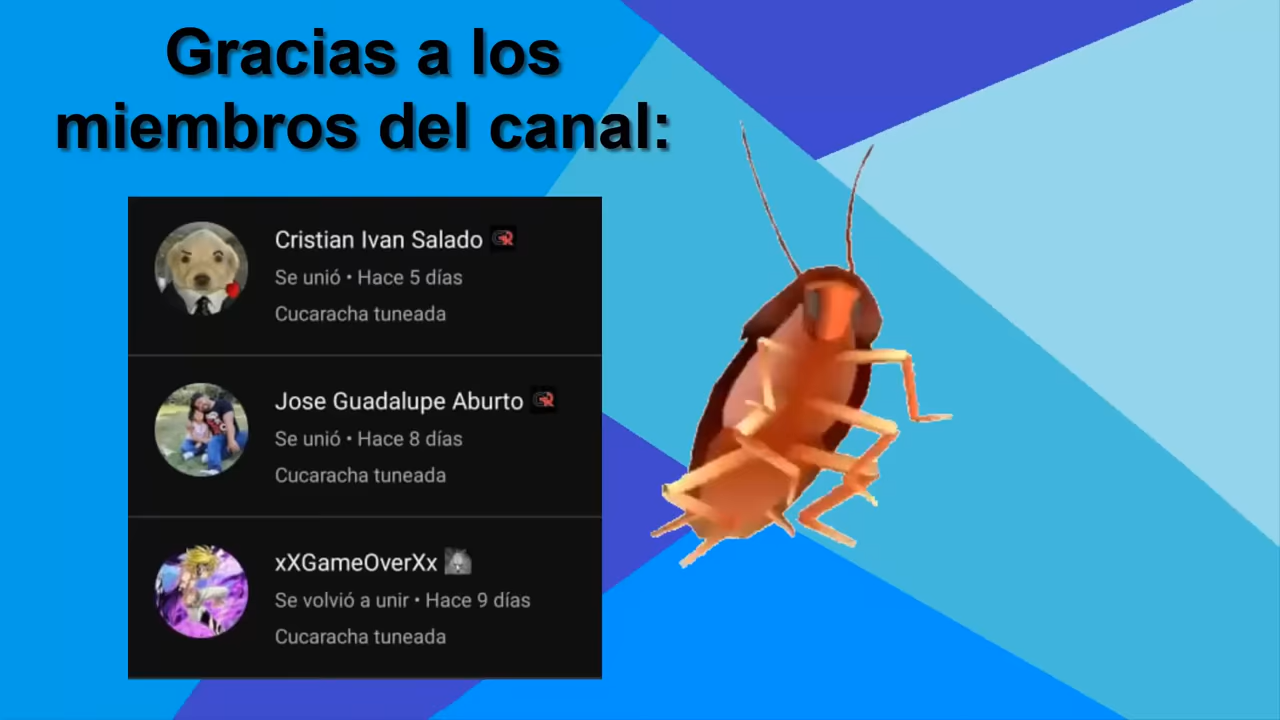 Gracias a los
miembros del canal:
Cristian Ivan Salado
Se unió • Hace 5 días
Cucaracha tuneada
Jose Guadalupe Aburto
Se unió • Hace 8 días
Cucaracha tuneada
xXGameOverXx
Se volvió a unir • Hace 9 días
Cucaracha tuneada